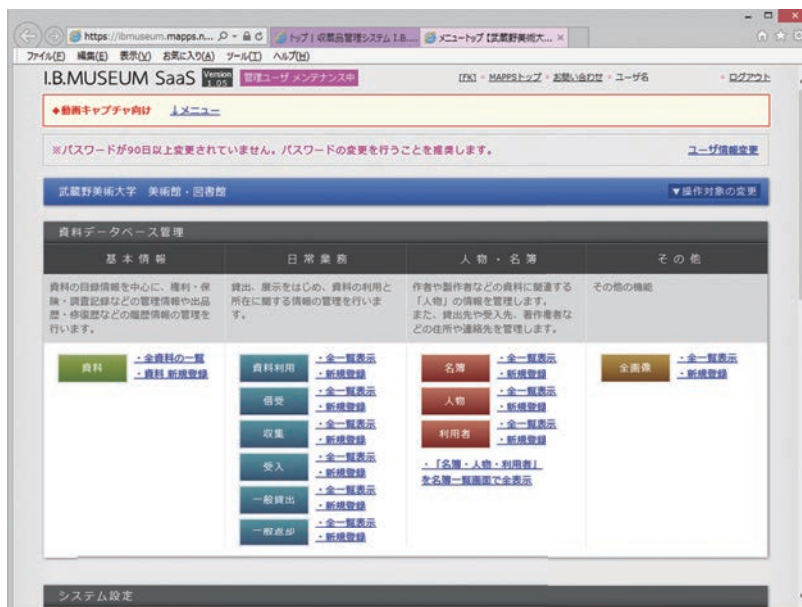 https://ibmuseum.mapps.n...
トップ | 収蔵品管理システム I.B....
メニュートップ【武蔵野美術大...
ファイル(F) 編集(E) 表示(V) お気に入り(A) ツール(T) ヘルプ(H)
I.B.MUSEUM SaaS Version 1.05 管理ユーザ メンテナンス中
[FK] MAPPSトップ お問い合わせ ユーザ名 ログアウト
◆動画キャプチャ向け ↓メニュー
※パスワードが90日以上変更されていません。パスワードの変更を行うことを推奨します。 ユーザ情報変更
武蔵野美術大学 美術館・図書館 ▼操作対象の変更
資料データベース管理
基本情報 日常業務 人物・名簿 その他
資料の目録情報を中心に、権利・保
険・調査記録などの管理情報や出品
歴・修復歴などの履歴情報の管理を
行います。
貸出、展示をはじめ、資料の利用と
所在に関する情報の管理を行いま
す。
作者や製作者などの資料に関連する
「人物」の情報を管理します。
また、貸出先や受入先、著作権者な
どの住所や連絡先を管理します。
その他の機能
資料
・全資料の一覧
・資料 新規登録
資料利用
・全一覧表示
・新規登録
借受
・全一覧表示
・新規登録
収集
・全一覧表示
・新規登録
受入
・全一覧表示
・新規登録
一般貸出
・全一覧表示
・新規登録
一般返却
・全一覧表示
・新規登録
名簿
・全一覧表示
・新規登録
人物
・全一覧表示
・新規登録
利用者
・全一覧表示
・新規登録
・「名簿・人物・利用者」
を名簿一覧画面で全表示
全画像
・全一覧表示
・新規登録
システム設定